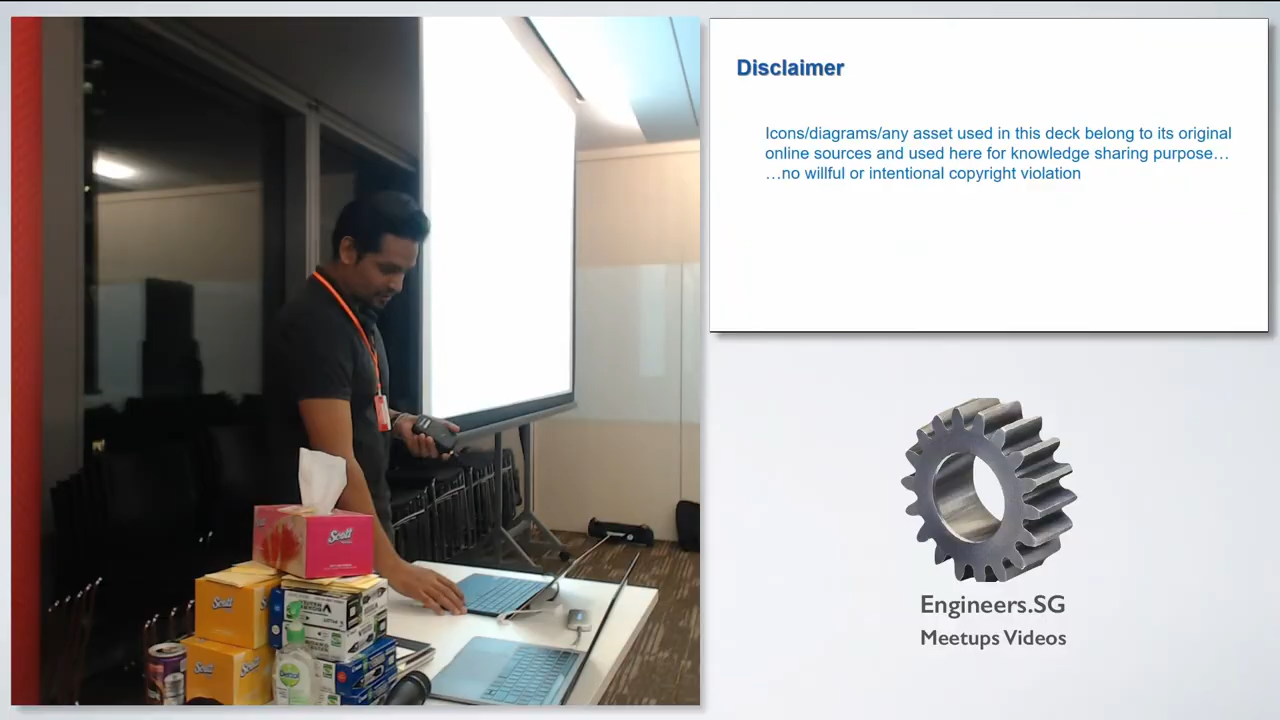 Disclaimer
Icons/diagrams/any asset used in this deck belong to its original
online sources and used here for knowledge sharing purpose…
…no willful or intentional copyright violation
Scott
Scott
Scott
Dettol
Engineers.SG
Meetups Videos